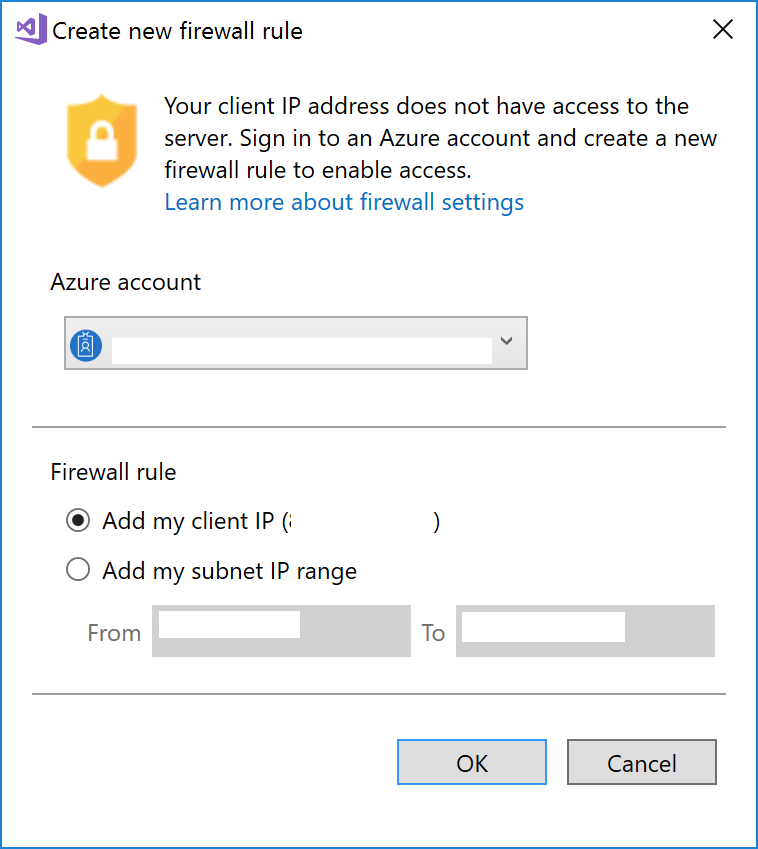 Create new firewall rule
Your client IP address does not have access to the
server. Sign in to an Azure account and create a new
firewall rule to enable access.
Learn more about firewall settings
Azure account
Firewall rule
Add my client IP ( )
Add my subnet IP range
From To
OK Cancel